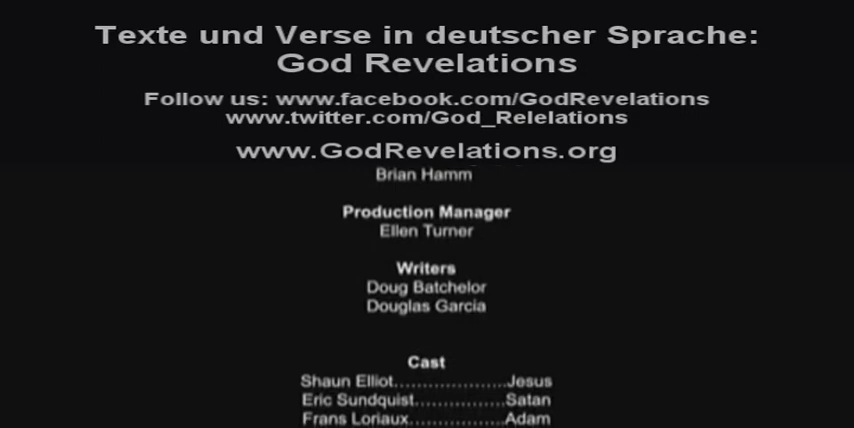 Texte und Verse in deutscher Sprache:
God Revelations
Follow us: www.facebook.com/GodRevelations
www.twitter.com/God_Relelations
www.GodRevelations.org
Brian Hamm
Production Manager
Ellen Turner
Writers
Doug Batchelor
Douglas Garcia
Cast
Shaun Elliot....................Jesus
Eric Sundquist................Satan
Frans Loriaux.................Adam